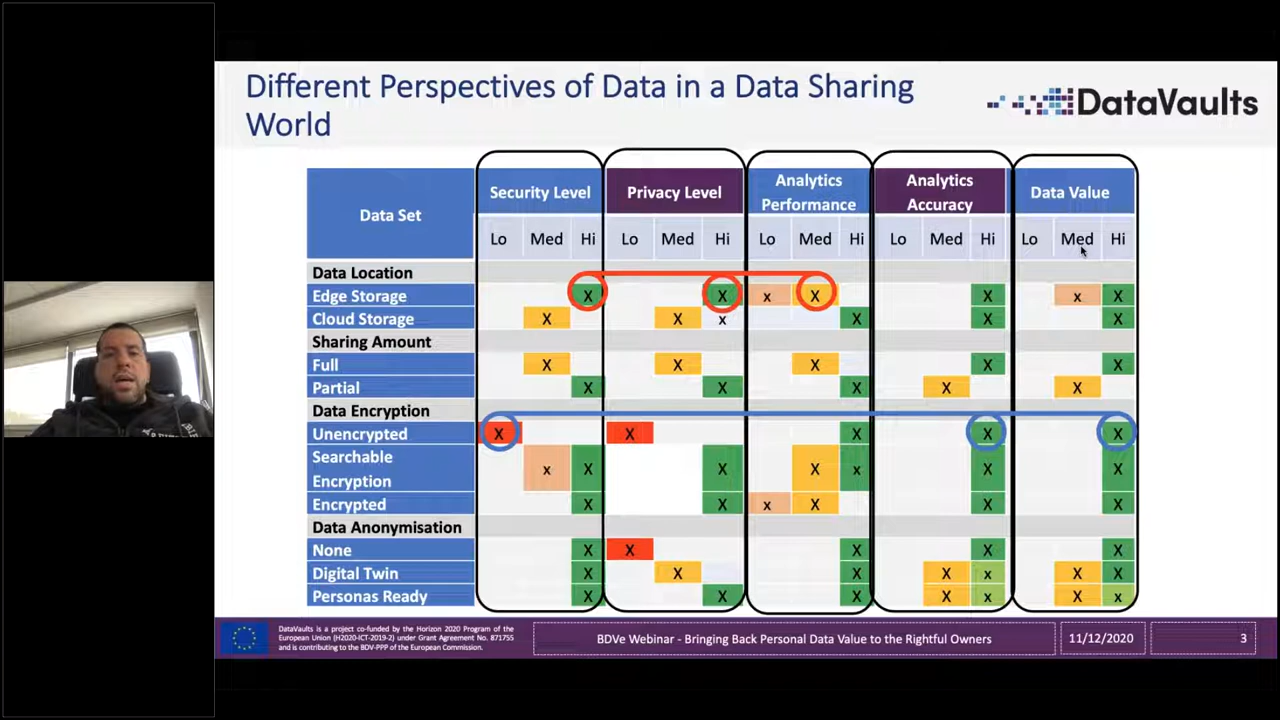 Different Perspectives of Data in a Data Sharing
World
DataVaults
Data Set
Security Level
Privacy Level
Analytics
Performance
Analytics
Accuracy
Data Value
Lo Med Hi Lo Med Hi Lo Med Hi Lo Med Hi Lo Med Hi
Data Location
Edge Storage X X x X X x X
Cloud Storage X X x X X X
Sharing Amount
Full X X X X X
Partial X X X X X
Data Encryption
Unencrypted X X X X X
Searchable
Encryption x X X X x X X
Encrypted X X x X X X
Data Anonymisation
None X X X X X
Digital Twin X X X X x X X
Personas Ready X X X X x X x
DataVaults is a project co-funded by the Horizon 2020 Program of the
European Union (H2020-ICT-2019-2) under Grant Agreement No. 871755
and is contributing to the BDV-PPP of the European Commission.
BDVe Webinar - Bringing Back Personal Data Value to the Rightful Owners
11/12/2020
3